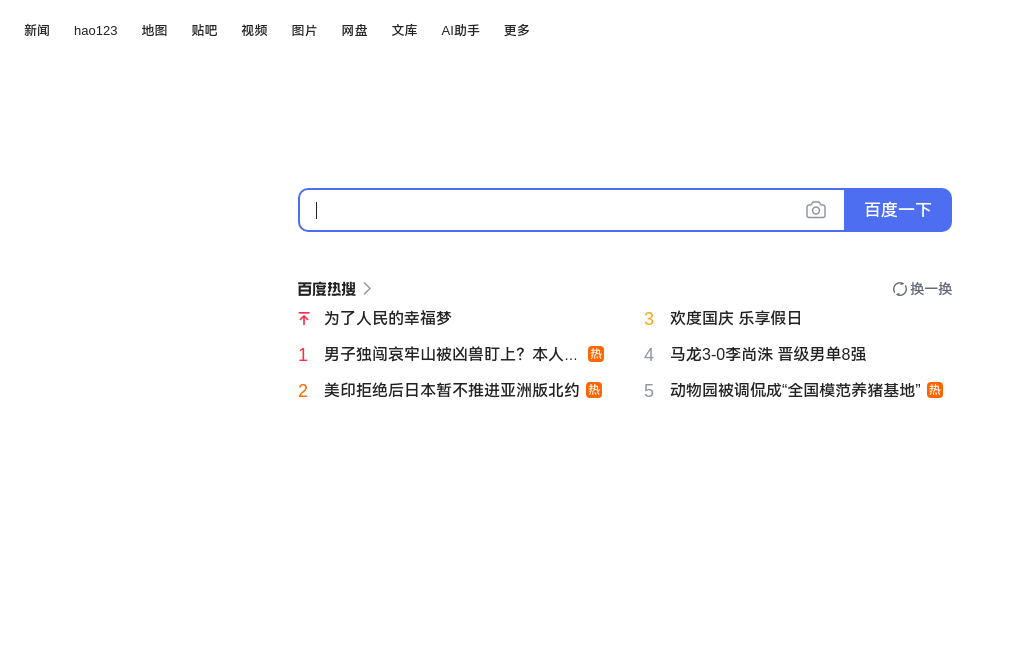 新闻 hao123 地图 贴吧 视频 图片 网盘 文库 AI助手 更多
百度一下
百度热搜 换一换
为了人民的幸福梦
3 欢度国庆 乐享假日
1 男子独闯哀牢山被凶兽盯上？本人... 热
4 马龙3-0李尚洙 晋级男单8强
2 美印拒绝后日本暂不推进亚洲版北约 热
5 动物园被调侃成“全国模范养猪基地” 热